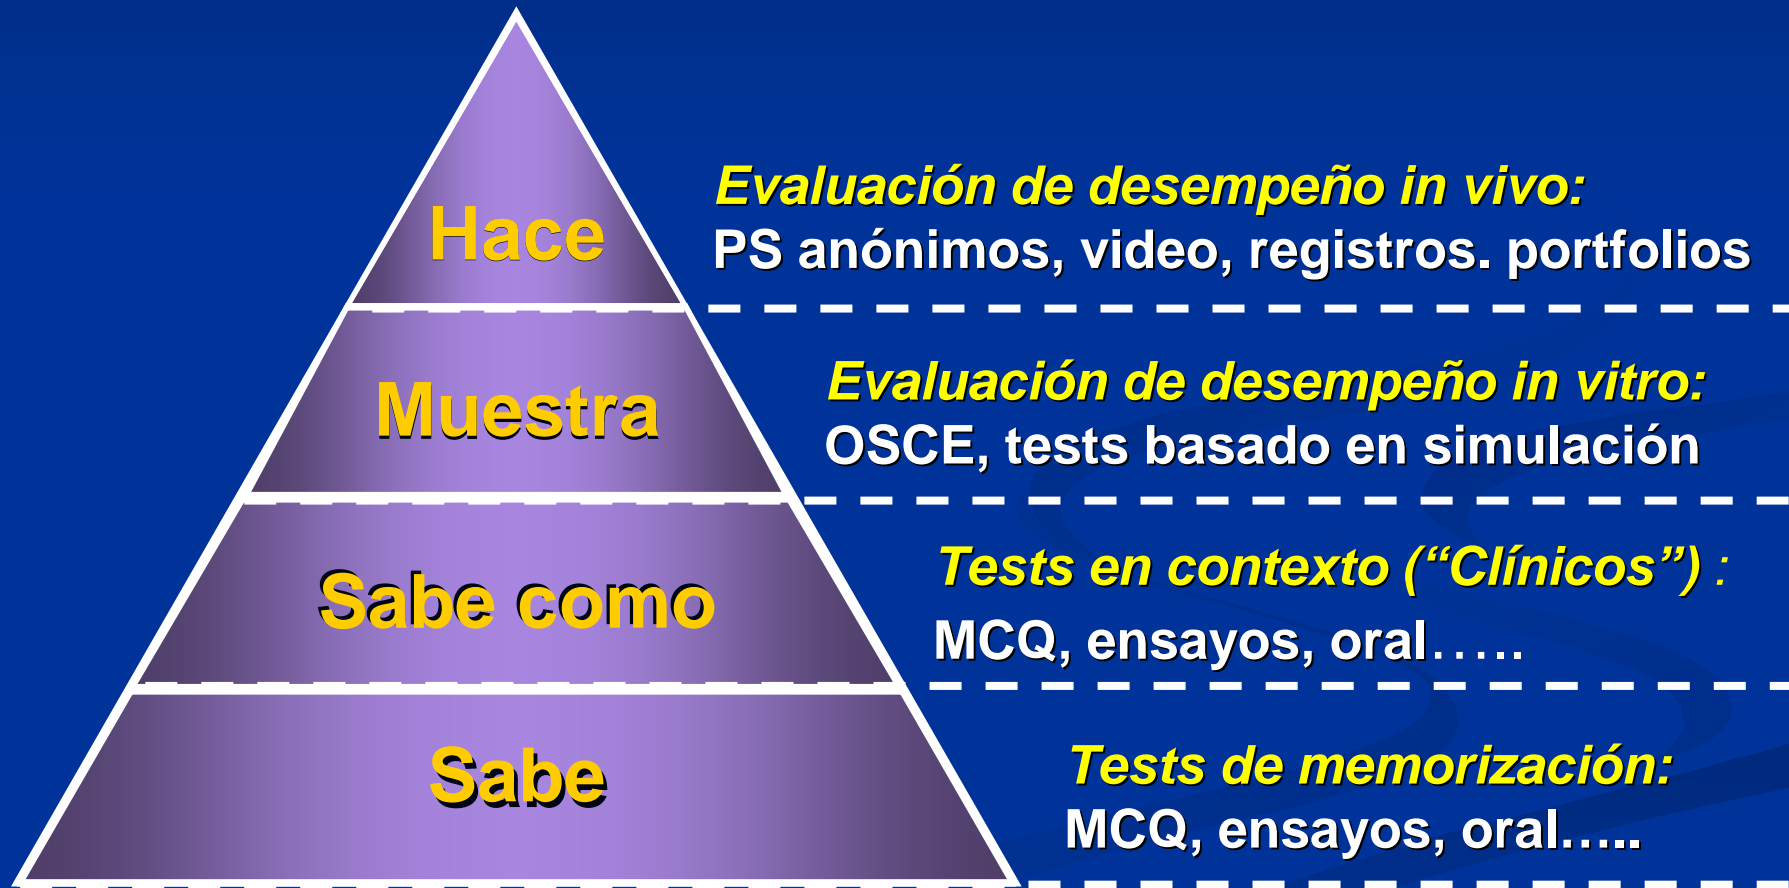 Hace
Evaluación de desempeño in vivo:
PS anónimos, video, registros. portfolios
Muestra
Evaluación de desempeño in vitro:
OSCE, tests basado en simulación
Sabe como
Tests en contexto (“Clínicos”) :
MCQ, ensayos, oral…..
Sabe
Tests de memorización:
MCQ, ensayos, oral…..